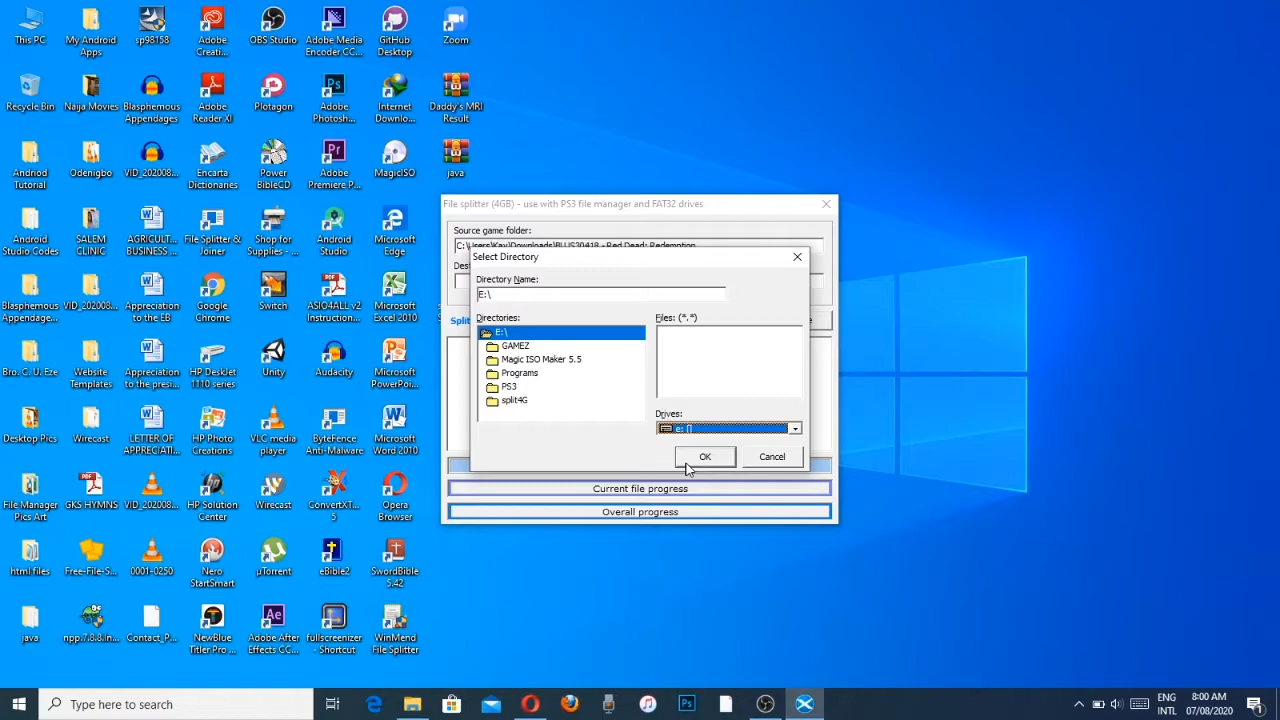 This PC
My Android
Apps
sp98158
Adobe
Creati...
OBS Studio
Adobe Media
Encoder CC...
GitHub
Desktop
Zoom
Recycle Bin
Naija Movies
Blasphemous
Appendages
Adobe
Reader XI
Plotagon
Adobe
Photosh...
Internet
Downlo...
Daddy's MRI
Result
Andriod
Tutorial
Odenigbo
VID_202008...
Encarta
Dictionaries
Power
BibleCD
Adobe
Premiere P...
MagicISO
java
Android
Studio Codes
SALEM
CLINIC
AGRICULT...
BUSINESS ...
File Splitter &
Joiner
Shop for
Supplies - ...
Android
Studio
Microsoft
Edge
Blasphemous
Appendage...
VID_202008...
Appreciation
to the EB
Google
Chrome
Switch
ASIO4ALL v2
Instruction...
Microsoft
Excel 2010
Bro. C. U. Eze
Website
Templates
Appreciation
to the presi...
HP DeskJet
1110 series
Unity
Audacity
Microsoft
PowerPoi...
Desktop Pics
Wirecast
LETTER OF
APPRECIATI...
HP Photo
Creations
VLC media
player
ByteFence
Anti-Malware
Microsoft
Word 2010
File Manager
Pics Art
GKS HYMNS
VID_202008...
HP Solution
Center
Wirecast
ConvertXT...
5
Opera
Browser
html files
Free-File-S...
0001-0250
Nero
StartSmart
µTorrent
eBible2
SwordBible
5.42
java
npp.7.8.8.In...
Contact_P...
NewBlue
Titler Pro ...
Adobe After
Effects CC...
fullscreenizer
- Shortcut
WinMend
File Splitter
File splitter (4GB) - use with PS3 file manager and FAT32 drives
Source game folder:
C:\Users\Kay\Downloads\BLUS30418 - Red Dead: Redemption
Dest
Split
Select Directory
Directory Name:
E:\
Directories:
Files: (*.*)
E:\
GAMEZ
Magic ISO Maker 5.5
Programs
PS3
split4G
Drives:
e: []
OK
Cancel
Current file progress
Overall progress
Type here to search
ENG
INTL
8:00 AM
07/08/2020